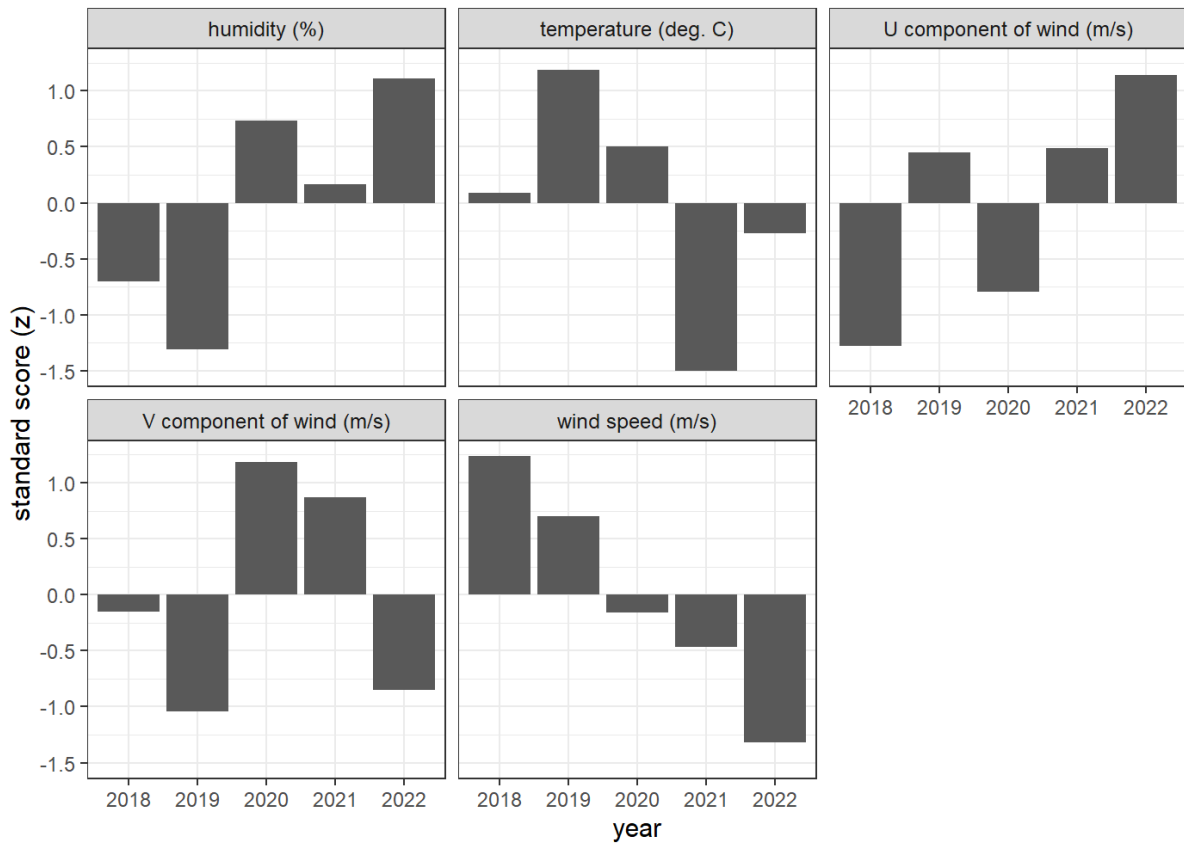 humidity (%)
temperature (deg. C)
U component of wind (m/s)
1.0
0.5
0.0
-0.5
-1.0
-1.5
2018 2019 2020 2021 2022
V component of wind (m/s)
wind speed (m/s)
1.0
0.5
0.0
-0.5
-1.0
-1.5
2018 2019 2020 2021 2022
2018 2019 2020 2021 2022
standard score (z)
year